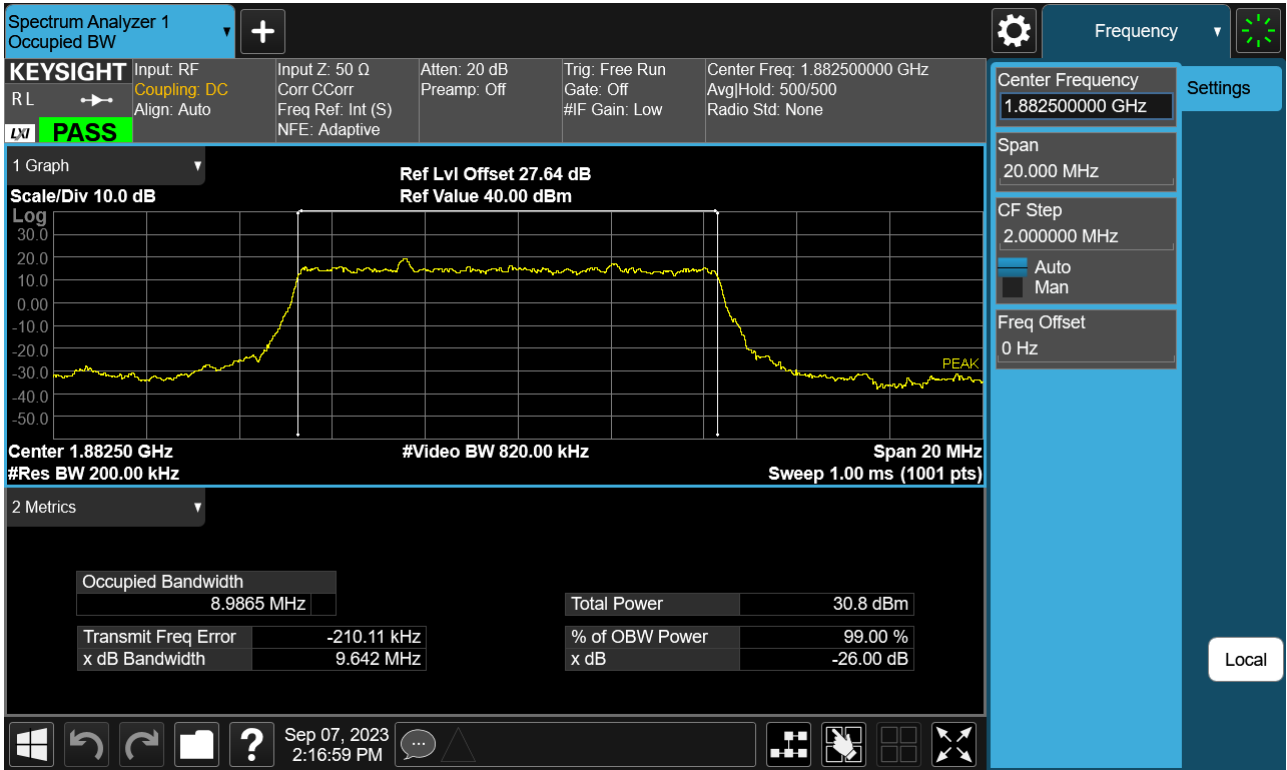 Spectrum Analyzer 1
Occupied BW
Frequency
KEYSIGHT
R L
LXI PASS
Input: RF
Coupling: DC
Align: Auto
Input Z: 50 Ω
Corr CCorr
Freq Ref: Int (S)
NFE: Adaptive
Atten: 20 dB
Preamp: Off
Trig: Free Run
Gate: Off
#IF Gain: Low
Center Freq: 1.882500000 GHz
Avg|Hold: 500/500
Radio Std: None
1 Graph
Scale/Div 10.0 dB
Ref Lvl Offset 27.64 dB
Ref Value 40.00 dBm
Log
30.0
20.0
10.0
0.00
-10.0
-20.0
-30.0
-40.0
-50.0
PEAK
Center 1.88250 GHz
#Res BW 200.00 kHz
#Video BW 820.00 kHz
Span 20 MHz
Sweep 1.00 ms (1001 pts)
2 Metrics
Occupied Bandwidth
8.9865 MHz
Transmit Freq Error -210.11 kHz
x dB Bandwidth 9.642 MHz
Total Power 30.8 dBm
% of OBW Power 99.00 %
x dB -26.00 dB
Center Frequency
1.882500000 GHz
Span
20.000 MHz
CF Step
2.000000 MHz
Auto
Man
Freq Offset
0 Hz
Settings
Local
?
Sep 07, 2023
2:16:59 PM